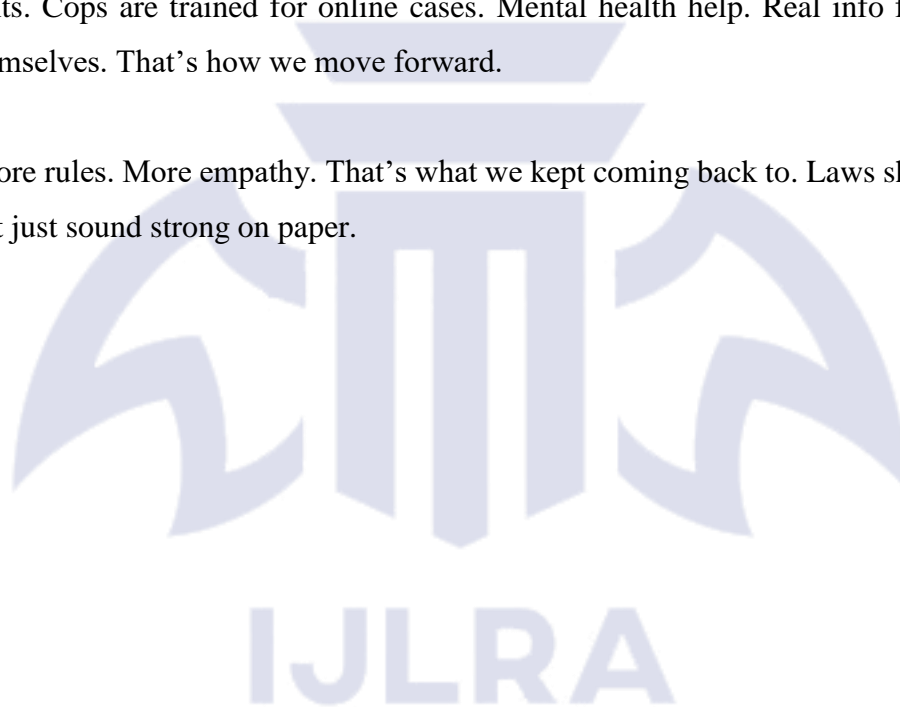 ts. Cops are trained for online cases. Mental health help. Real info f
mselves. That’s how we move forward.
ore rules. More empathy. That’s what we kept coming back to. Laws sh
t just sound strong on paper.
IJLRA